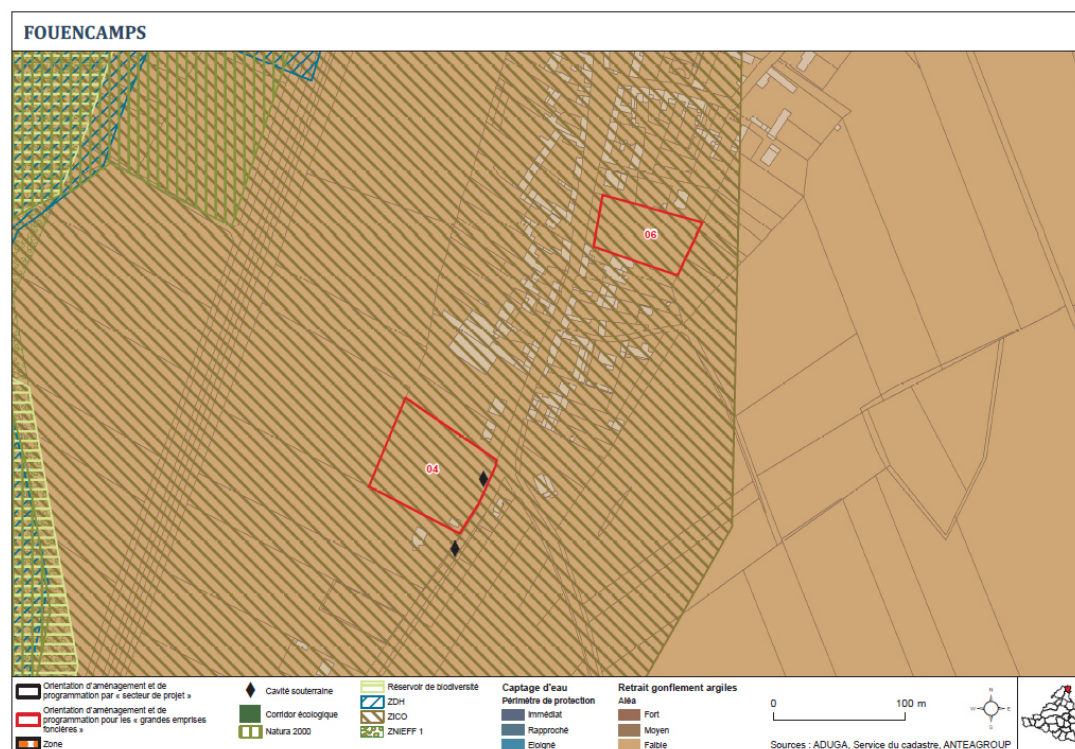 FOUENCAMPS
06
04
Orientation d'aménagement et de
programmation par « secteur de projet »
Orientation d'aménagement et de
programmation pour les « grandes emprises
foncières »
Zone
Cavité souterraine
Corridor écologique
Natura 2000
Réservoir de biodiversité
ZDH
ZICO
ZNIEFF 1
Captage d'eau
Périmètre de protection
Immédiat
Rapproché
Eloigné
Retrait gonflement argiles
Aléa
Fort
Moyen
Faible
0 100 m
N
W E
S
Sources : ADUGA, Service du cadastre, ANTEAGROUP